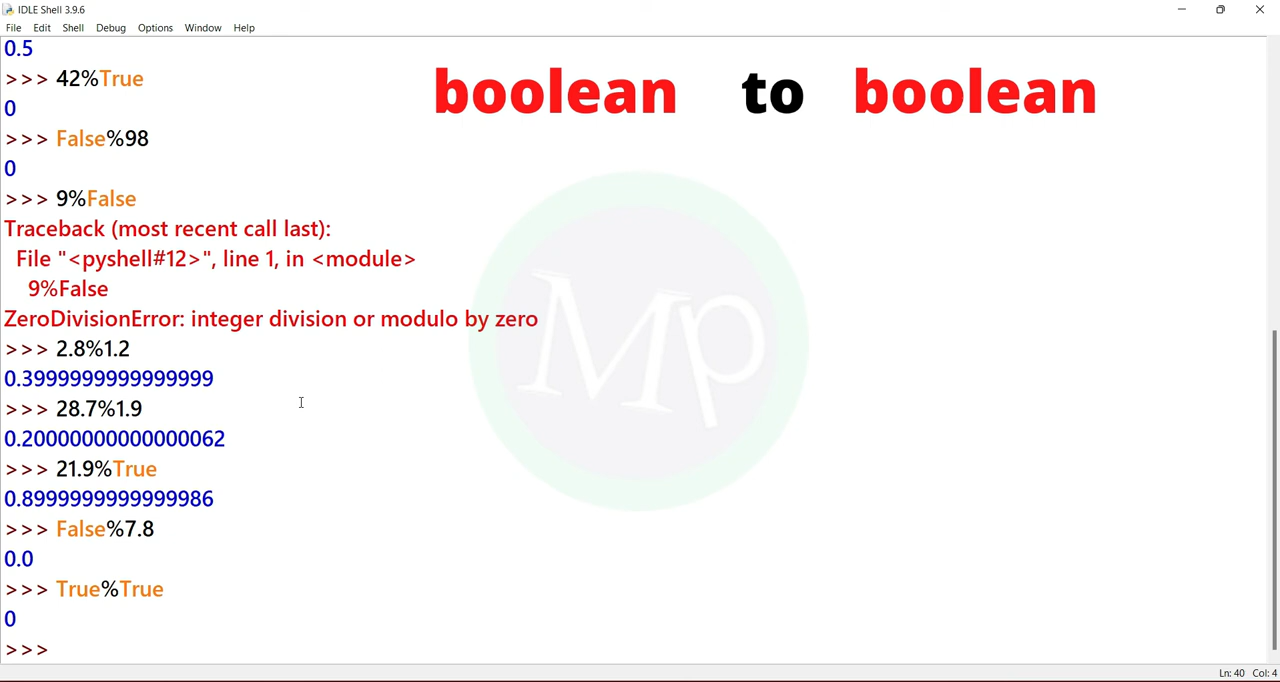 IDLE Shell 3.9.6
File Edit Shell Debug Options Window Help
0.5
>>> 42%True
0
>>> False%98
0
>>> 9%False
Traceback (most recent call last):
File "<pyshell#12>", line 1, in <module>
9%False
ZeroDivisionError: integer division or modulo by zero
>>> 2.8%1.2
0.3999999999999999
>>> 28.7%1.9
0.20000000000000062
>>> 21.9%True
0.8999999999999986
>>> False%7.8
0.0
>>> True%True
0
>>>
boolean to boolean
Mp
Ln: 40 Col: 4